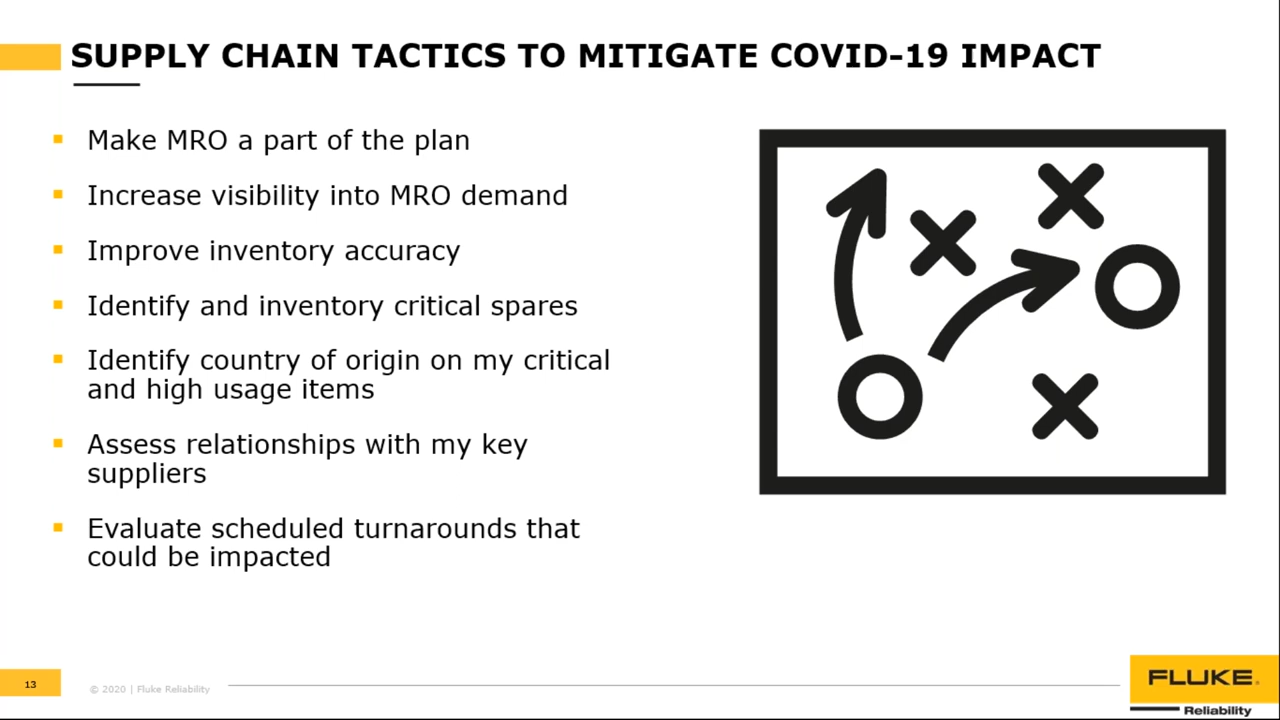 SUPPLY CHAIN TACTICS TO MITIGATE COVID-19 IMPACT
Make MRO a part of the plan
Increase visibility into MRO demand
Improve inventory accuracy
Identify and inventory critical spares
Identify country of origin on my critical
and high usage items
Assess relationships with my key
suppliers
Evaluate scheduled turnarounds that
could be impacted
13
© 2020 | Fluke Reliability
FLUKE®
Reliability